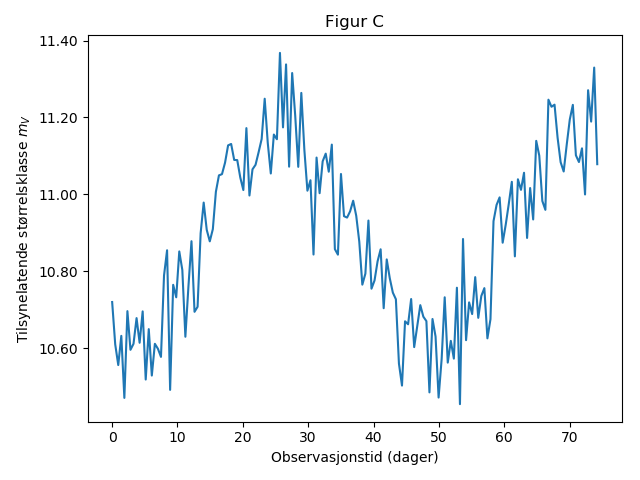 Figur C
Tilsynelatende størrelsklasse $m_V$
11.40
11.20
11.00
10.80
10.60
0 10 20 30 40 50 60 70
Observasjonstid (dager)